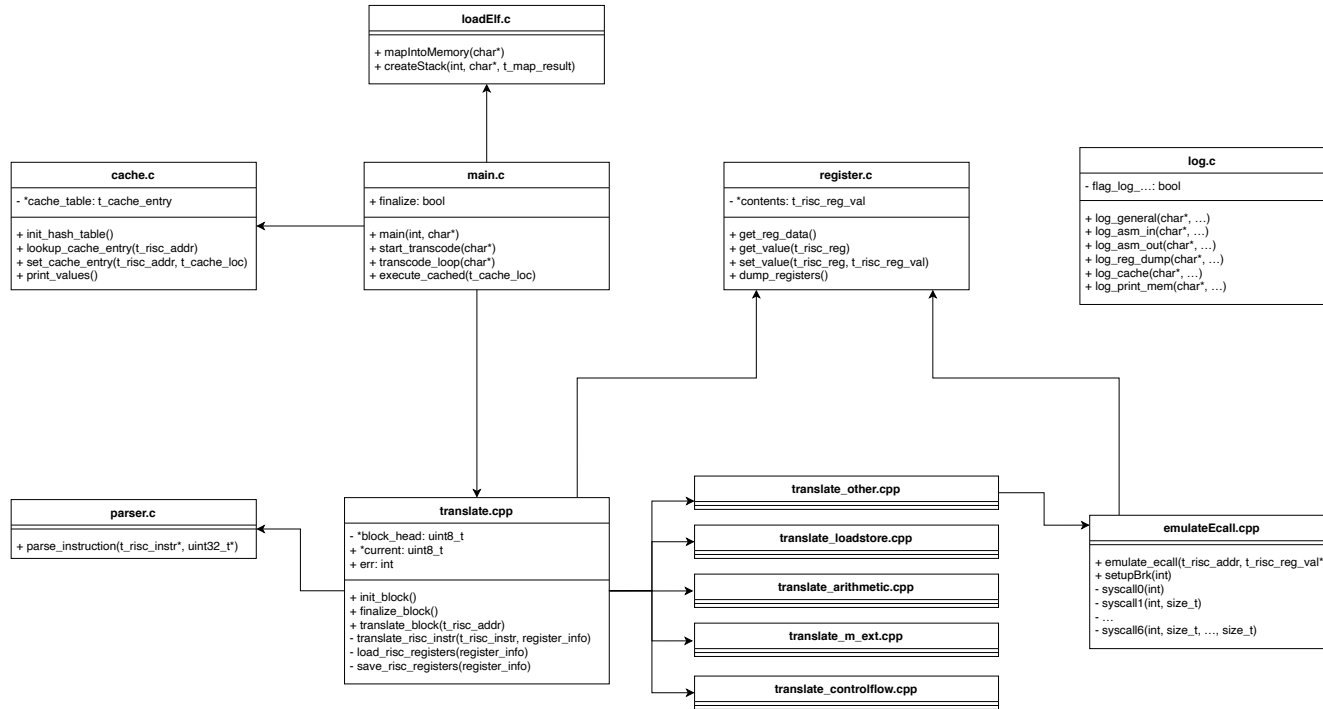 loadElf.c
+ mapIntoMemory(char*)
+ createStack(int, char*, t_map_result)
cache.c
- *cache_table: t_cache_entry
+ init_hash_table()
+ lookup_cache_entry(t_risc_addr)
+ set_cache_entry(t_risc_addr, t_cache_loc)
+ print_values()
main.c
+ finalize: bool
+ main(int, char*)
+ start_transcode(char*)
+ transcode_loop(char*)
+ execute_cached(t_cache_loc)
register.c
- *contents: t_risc_reg_val
+ get_reg_data()
+ get_value(t_risc_reg)
+ set_value(t_risc_reg, t_risc_reg_val)
+ dump_registers()
log.c
- flag_log_…: bool
+ log_general(char*, …)
+ log_asm_in(char*, …)
+ log_asm_out(char*, …)
+ log_reg_dump(char*, …)
+ log_cache(char*, …)
+ log_print_mem(char*, …)
parser.c
+ parse_instruction(t_risc_instr*, uint32_t*)
translate.cpp
- *block_head: uint8_t
+ *current: uint8_t
+ err: int
+ init_block()
+ finalize_block()
+ translate_block(t_risc_addr)
- translate_risc_instr(t_risc_instr, register_info)
- load_risc_registers(register_info)
- save_risc_registers(register_info)
translate_other.cpp
translate_loadstore.cpp
translate_arithmetic.cpp
translate_m_ext.cpp
translate_controlflow.cpp
emulateEcall.cpp
+ emulate_ecall(t_risc_addr, t_risc_reg_val*
+ setupBrk(int)
- syscall0(int)
- syscall1(int, size_t)
- …
- syscall6(int, size_t, …, size_t)